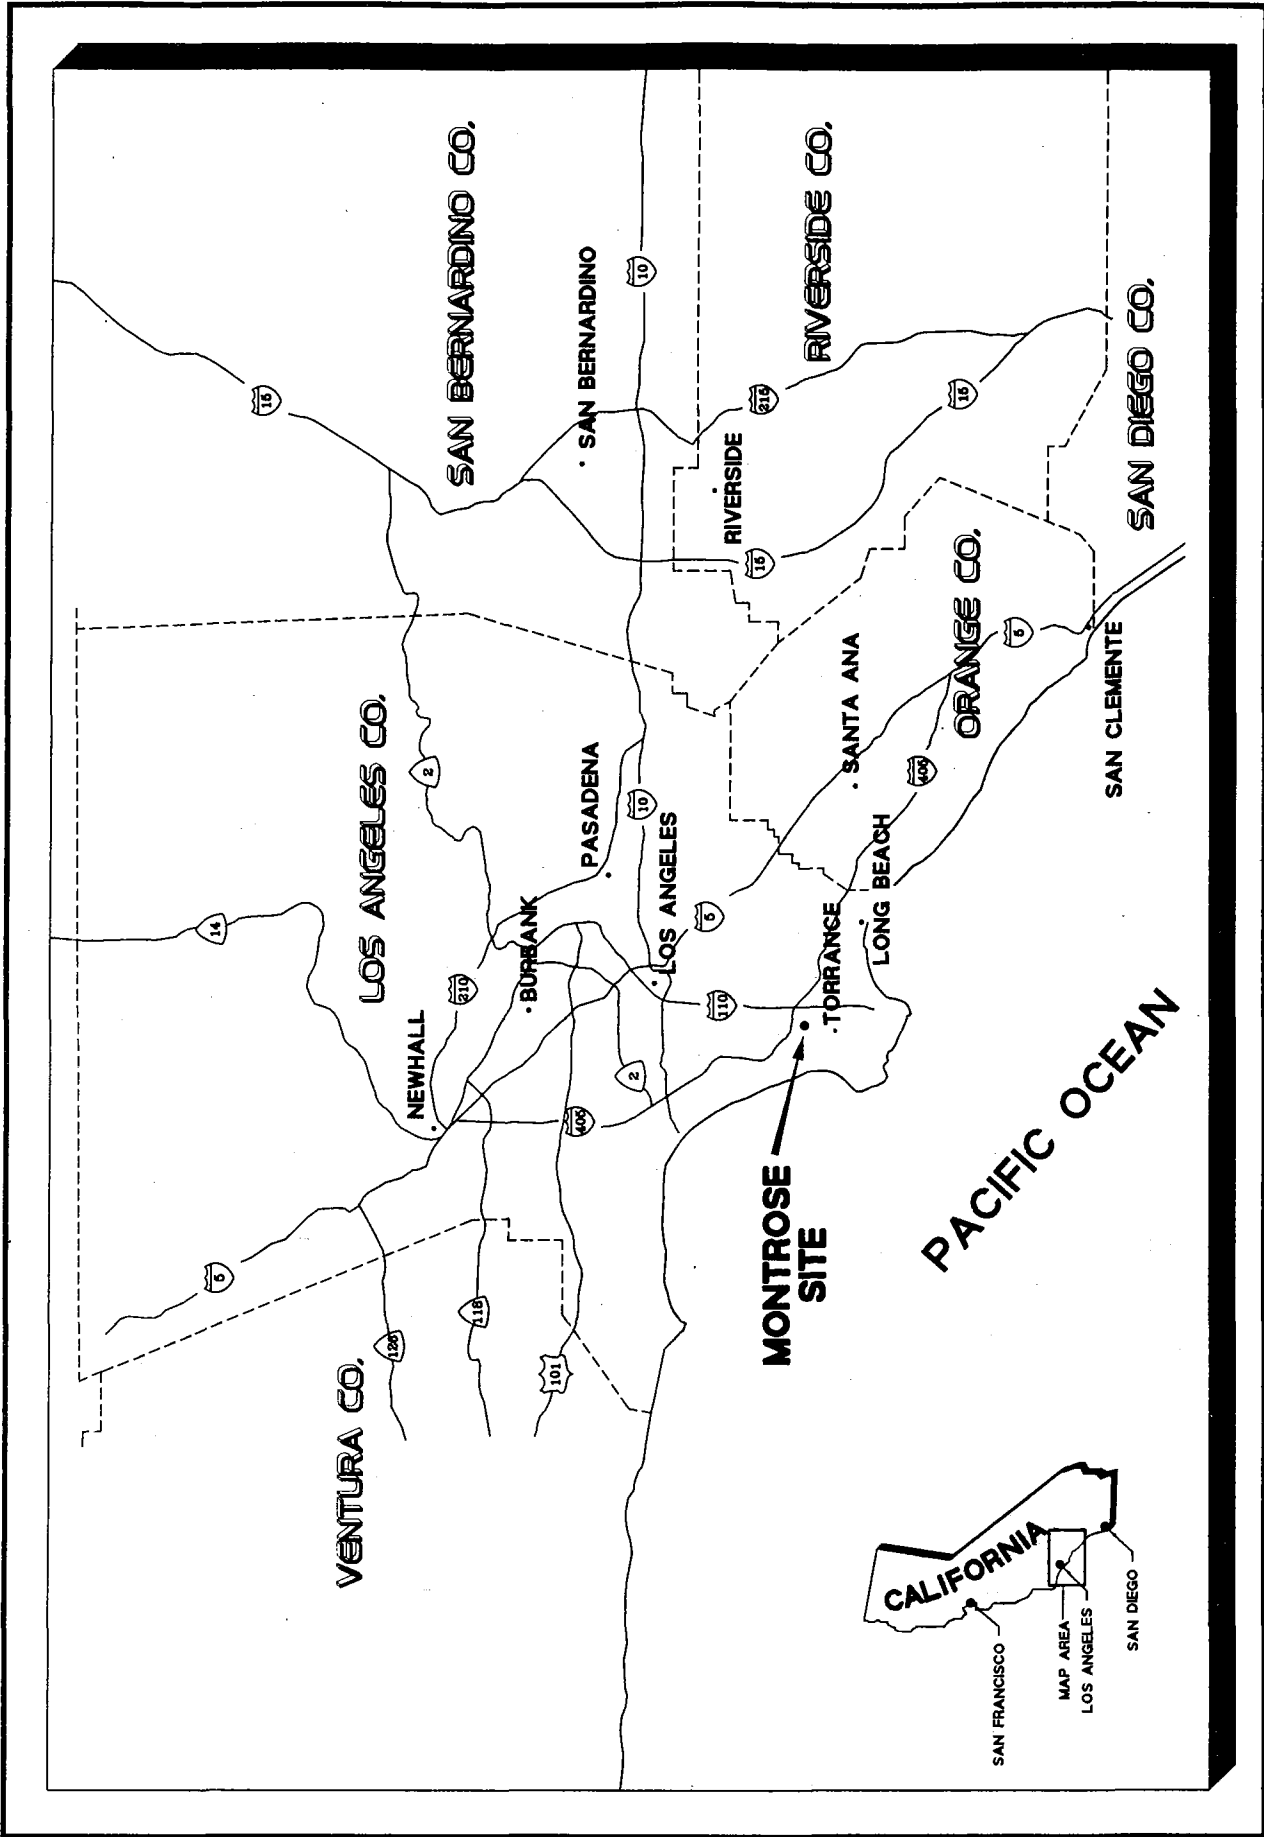 SAN BERNARDINO CO.
LOS ANGELES CO.
VENTURA CO.
RIVERSIDE CO.
ORANGE CO.
SAN DIEGO CO.
NEWHALL
BURBANK
PASADENA
SAN BERNARDINO
LOS ANGELES
RIVERSIDE
TORRANCE
LONG BEACH
SANTA ANA
SAN CLEMENTE
MONTROSE
SITE
PACIFIC OCEAN
5
14
15
126
210
2
118
101
405
2
10
10
110
5
15
215
405
5
15
CALIFORNIA
SAN FRANCISCO
MAP AREA
LOS ANGELES
SAN DIEGO